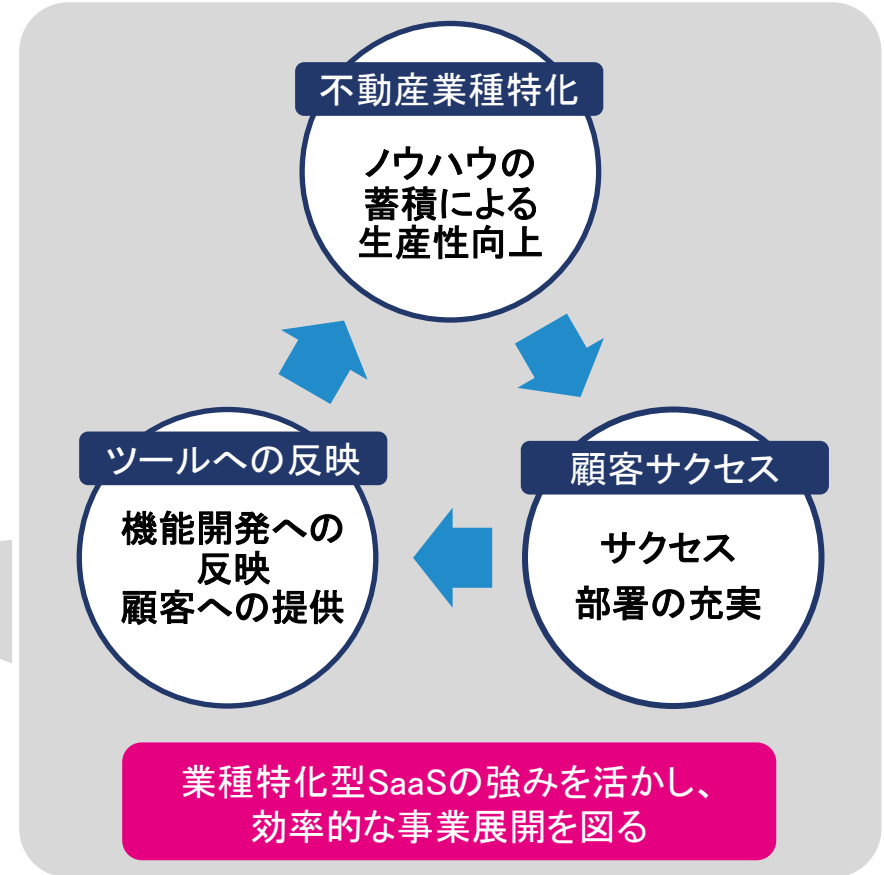 不動産業種特化
ノウハウの
蓄積による
生産性向上
ツールへの反映
機能開発への
反映
顧客への提供
顧客サクセス
サクセス
部署の充実
業種特化型SaaSの強みを活かし、
効率的な事業展開を図る